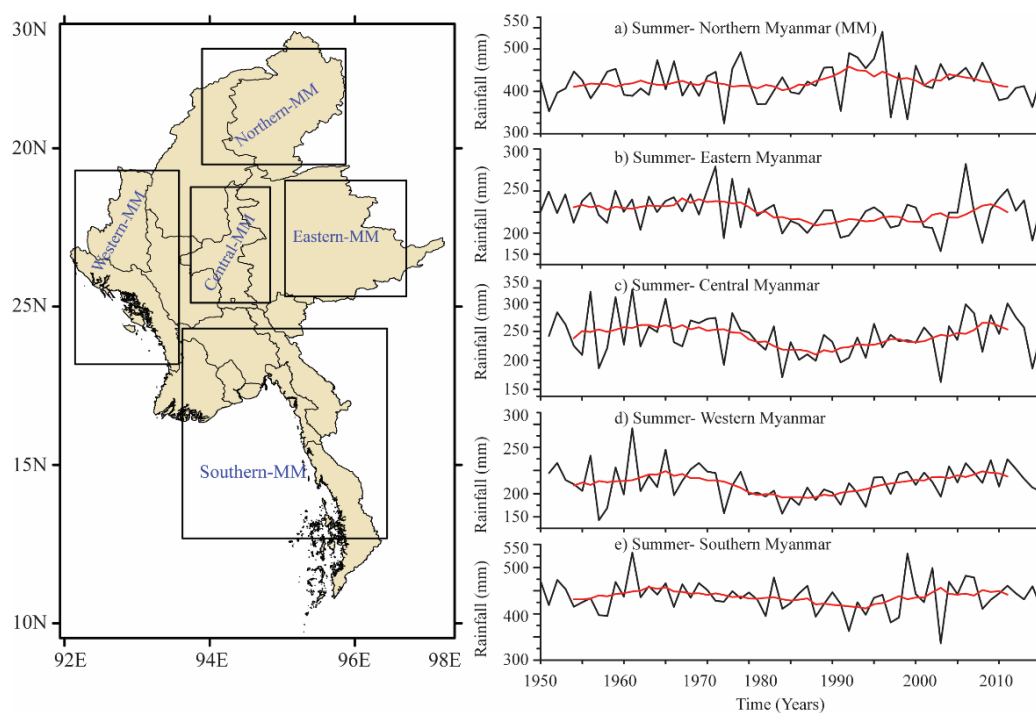 30N
20N
25N
15N
10N
92E
94E
96E
98E
Northern-MM
Western-MM
Central-MM
Eastern-MM
Southern-MM
a) Summer- Northern Myanmar (MM)
Rainfall (mm)
550
500
400
300
b) Summer- Eastern Myanmar
Rainfall (mm)
300
250
200
150
c) Summer- Central Myanmar
Rainfall (mm)
350
300
250
200
150
d) Summer- Western Myanmar
Rainfall (mm)
300
250
200
150
e) Summer- Southern Myanmar
Rainfall (mm)
550
500
400
300
1950
1960
1970
1980
1990
2000
2010
Time (Years)